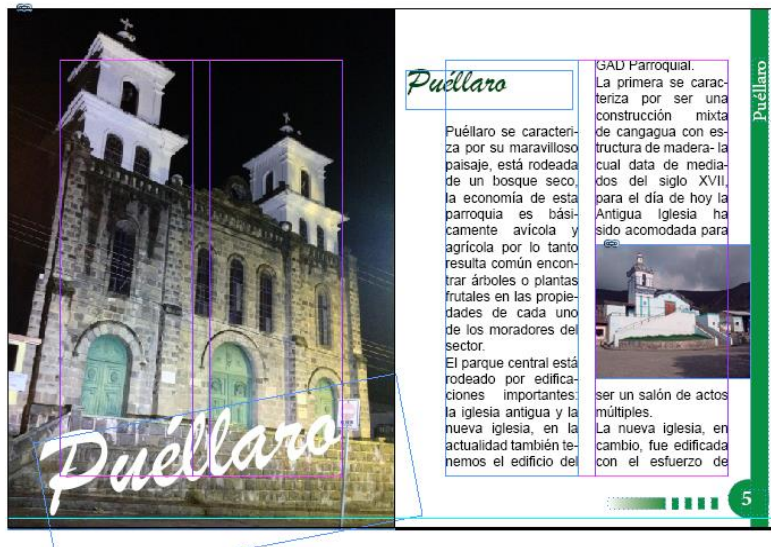 Puéllaro
Puéllaro
Puéllaro se caracteri-
za por su maravilloso
paisaje, está rodeada
de un bosque seco,
la economía de esta
parroquia es bási-
camente avícola y
agrícola por lo tanto
resulta común encon-
trar árboles o plantas
frutales en las propie-
dades de cada uno
de los moradores del
sector.
El parque central está
rodeado por edifica-
ciones importantes:
la iglesia antigua y la
nueva iglesia, en la
actualidad también te-
nemos el edificio del
GAD Parroquial.
La primera se carac-
teriza por ser una
construcción mixta
de cangagua con es-
tructura de madera- la
cual data de media-
dos del siglo XVII,
para el día de hoy la
Antigua Iglesia ha
sido acomodada para
ser un salón de actos
múltiples.
La nueva iglesia, en
cambio, fue edificada
con el esfuerzo de
Puéllaro
5